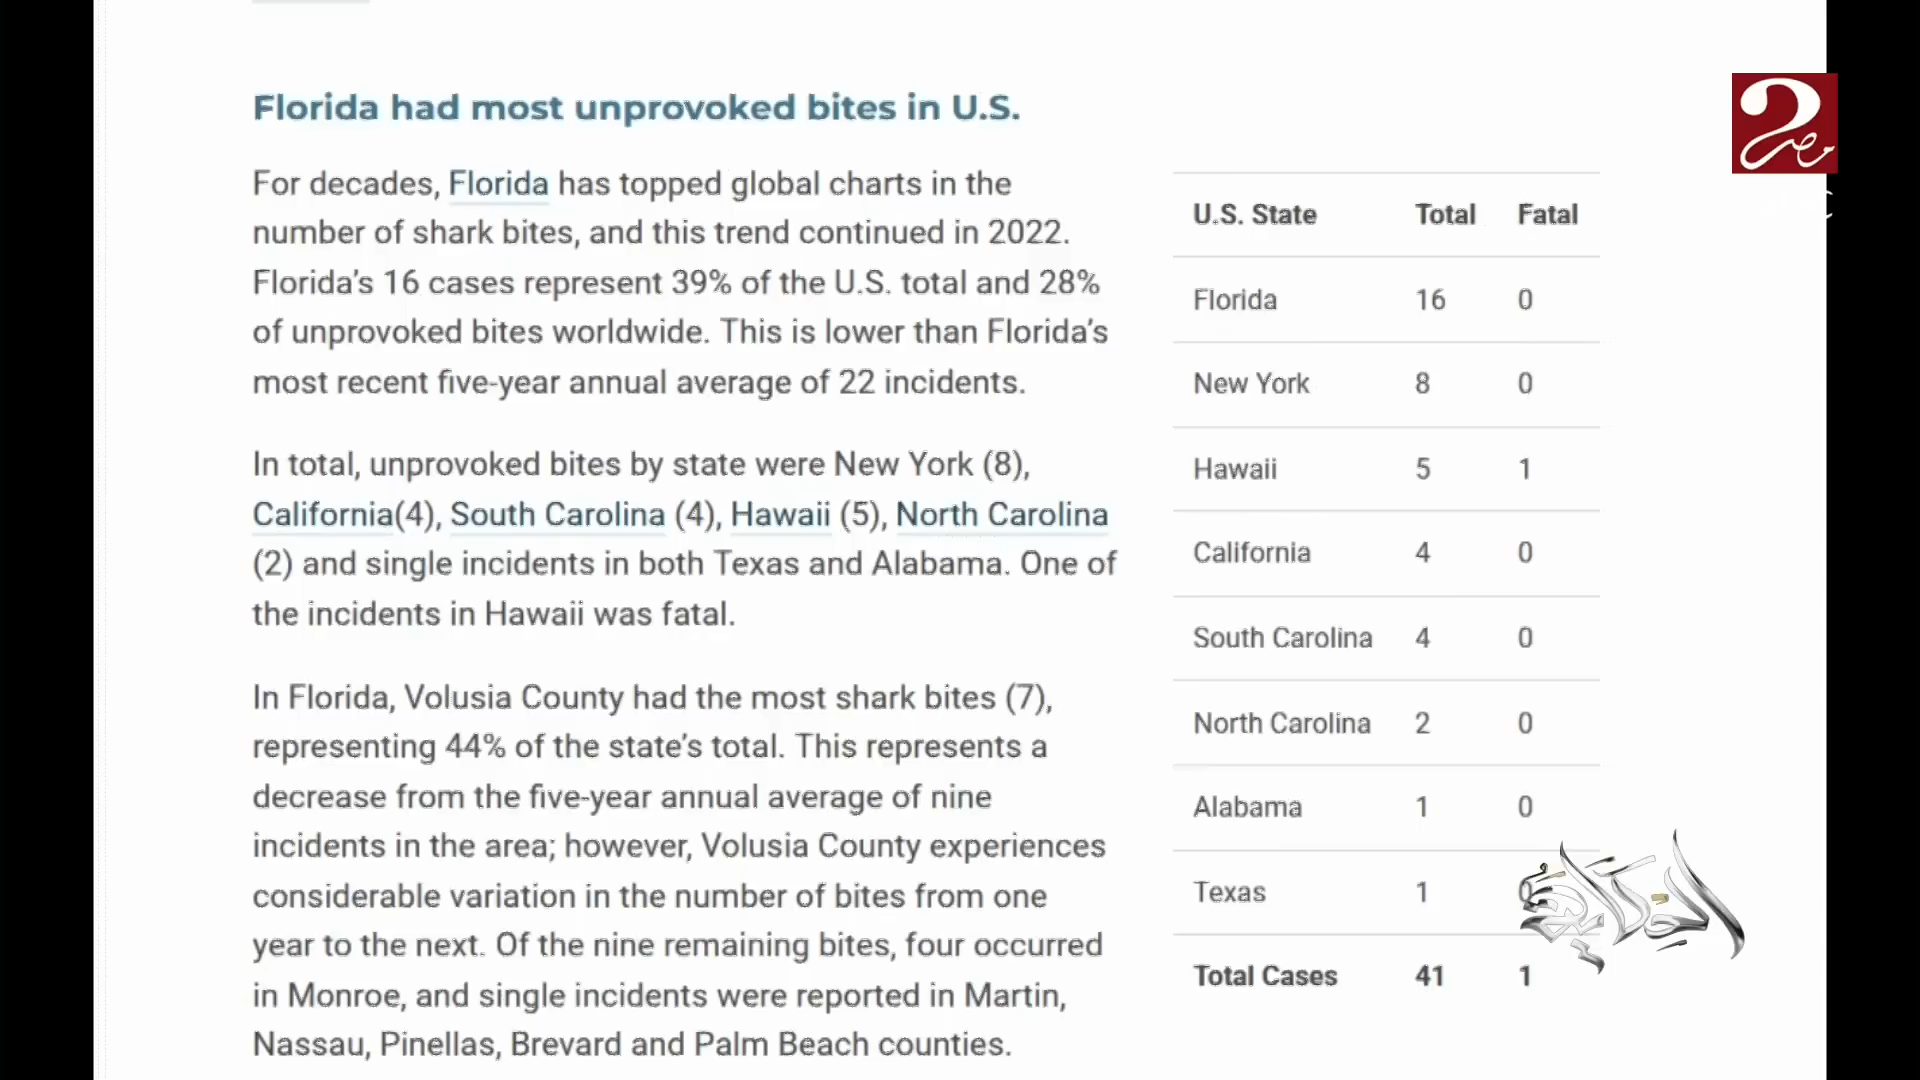 Florida had most unprovoked bites in U.S.
For decades, Florida has topped global charts in the
number of shark bites, and this trend continued in 2022.
Florida's 16 cases represent 39% of the U.S. total and 28%
of unprovoked bites worldwide. This is lower than Florida's
most recent five-year annual average of 22 incidents.
In total, unprovoked bites by state were New York (8),
California(4), South Carolina (4), Hawaii (5), North Carolina
(2) and single incidents in both Texas and Alabama. One of
the incidents in Hawaii was fatal.
In Florida, Volusia County had the most shark bites (7),
representing 44% of the state's total. This represents a
decrease from the five-year annual average of nine
incidents in the area; however, Volusia County experiences
considerable variation in the number of bites from one
year to the next. Of the nine remaining bites, four occurred
in Monroe, and single incidents were reported in Martin,
Nassau, Pinellas, Brevard and Palm Beach counties.
U.S. State Total Fatal
Florida 16 0
New York 8 0
Hawaii 5 1
California 4 0
South Carolina 4 0
North Carolina 2 0
Alabama 1 0
Texas 1 0
Total Cases 41 1